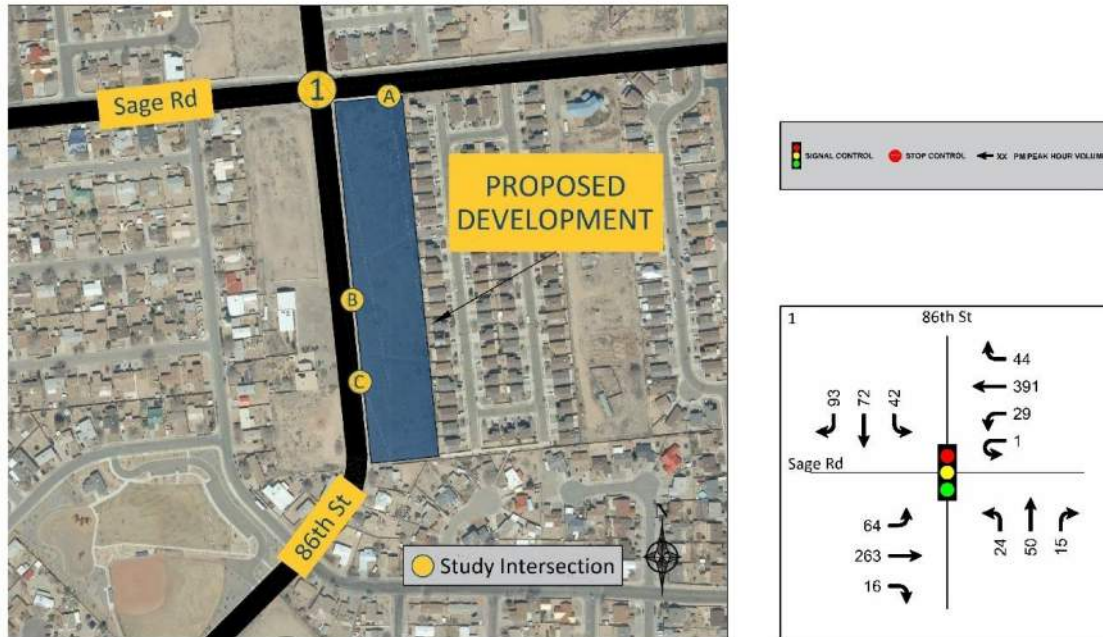 Sage Rd
1
A
PROPOSED
DEVELOPMENT
B
C
86th St
N
Study Intersection
SIGNAL CONTROL STOP CONTROL XX PM PEAK HOUR VOLUM
1
86th St
93 72 42
44
391
29
1
Sage Rd
64
263
16
24 50 15